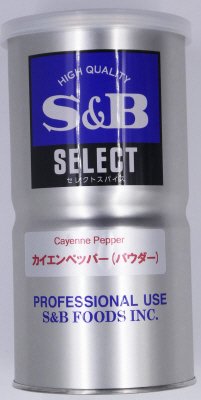 HIGH QUALITY
S&B
SELECT
セレクトスパイス
Cayenne Pepper
カイエンペッパー(パウダー)
PROFESSIONAL USE
S&B FOODS INC.